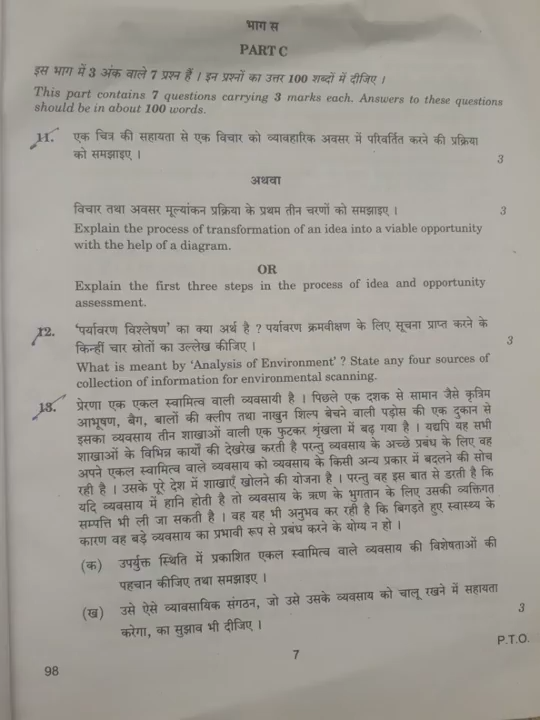 भाग स
PART C
इस भाग में 3 अंक वाले 7 प्रश्न हैं । इन प्रश्नों का उत्तर 100 शब्दों में दीजिए ।
This part contains 7 questions carrying 3 marks each. Answers to these questions
should be in about 100 words.
11. एक चित्र की सहायता से एक विचार को व्यावहारिक अवसर में परिवर्तित करने की प्रक्रिया
को समझाइए । 3
अथवा
विचार तथा अवसर मूल्यांकन प्रक्रिया के प्रथम तीन चरणों को समझाइए । 3
Explain the process of transformation of an idea into a viable opportunity
with the help of a diagram.
OR
Explain the first three steps in the process of idea and opportunity
assessment.
12. 'पर्यावरण विश्लेषण' का क्या अर्थ है ? पर्यावरण क्रमवीक्षण के लिए सूचना प्राप्त करने के
किन्हीं चार स्रोतों का उल्लेख कीजिए । 3
What is meant by 'Analysis of Environment' ? State any four sources of
collection of information for environmental scanning.
13. प्रेरणा एक एकल स्वामित्व वाली व्यवसायी है । पिछले एक दशक से सामान जैसे कृत्रिम
आभूषण, बैग, बालों की क्लीप तथा नाखुन शिल्प बेचने वाली पड़ोस की एक दुकान से
इसका व्यवसाय तीन शाखाओं वाली एक फुटकर शृंखला में बढ़ गया है । यद्यपि यह सभी
शाखाओं के विभिन्न कार्यों की देखरेख करती है परन्तु व्यवसाय के अच्छे प्रबंध के लिए वह
अपने एकल स्वामित्व वाले व्यवसाय को व्यवसाय के किसी अन्य प्रकार में बदलने की सोच
रही है । उसके पूरे देश में शाखाएँ खोलने की योजना है । परन्तु वह इस बात से डरती है कि
यदि व्यवसाय में हानि होती है तो व्यवसाय के ऋण के भुगतान के लिए उसकी व्यक्तिगत
सम्पत्ति भी ली जा सकती है । वह यह भी अनुभव कर रही है कि बिगड़ते हुए स्वास्थ्य के
कारण वह बड़े व्यवसाय का प्रभावी रूप से प्रबंध करने के योग्य न हो ।
(क) उपर्युक्त स्थिति में प्रकाशित एकल स्वामित्व वाले व्यवसाय की विशेषताओं की
पहचान कीजिए तथा समझाइए ।
(ख) उसे ऐसे व्यावसायिक संगठन, जो उसे उसके व्यवसाय को चालू रखने में सहायता
करेगा, का सुझाव भी दीजिए । 3
7
P.T.O.
98